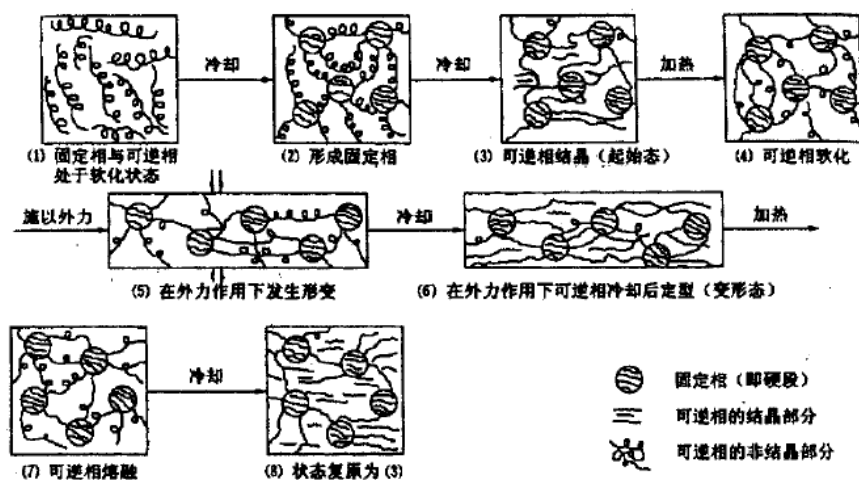 冷却
冷却
加热
(1) 固定相与可逆相
处于软化状态
(2) 形成固定相
(3) 可逆相结晶（起始态）
(4) 可逆相软化
施以外力
冷却
加热
(5) 在外力作用下发生形变
(6) 在外力作用下可逆相冷却后定型（变形态）
冷却
固定相（即硬段）
可逆相的结晶部分
可逆相的非结晶部分
(7) 可逆相熔融
(8) 状态复原为 (3)